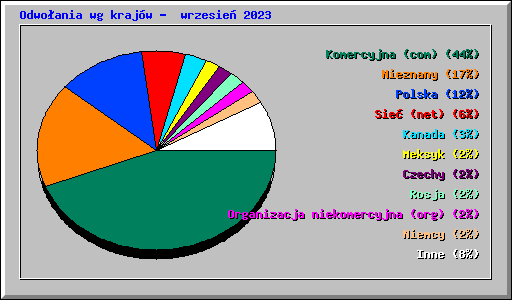 Odwołania wg krajów -  wrzesień 2023
Komercyjna (com) (44%)
Nieznany (17%)
Polska (12%)
Sieć (net) (6%)
Kanada (3%)
Meksyk (2%)
Czechy (2%)
Rosja (2%)
Organizacja niekomercyjna (org) (2%)
Niemcy (2%)
Inne (8%)